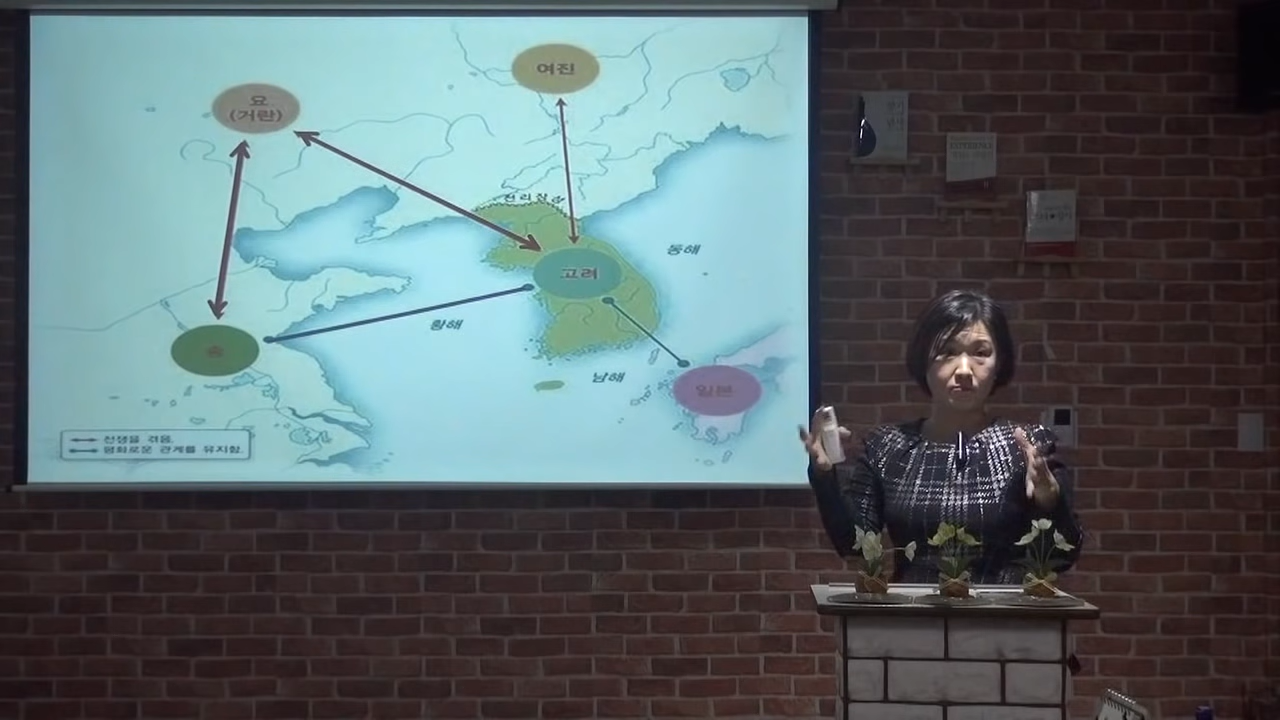 여진
요
(거란)
천리장성
동해
고려
황해
송
남해
일본
전쟁을 겪음.
평화로운 관계를 유지함.
EXPERIENCE